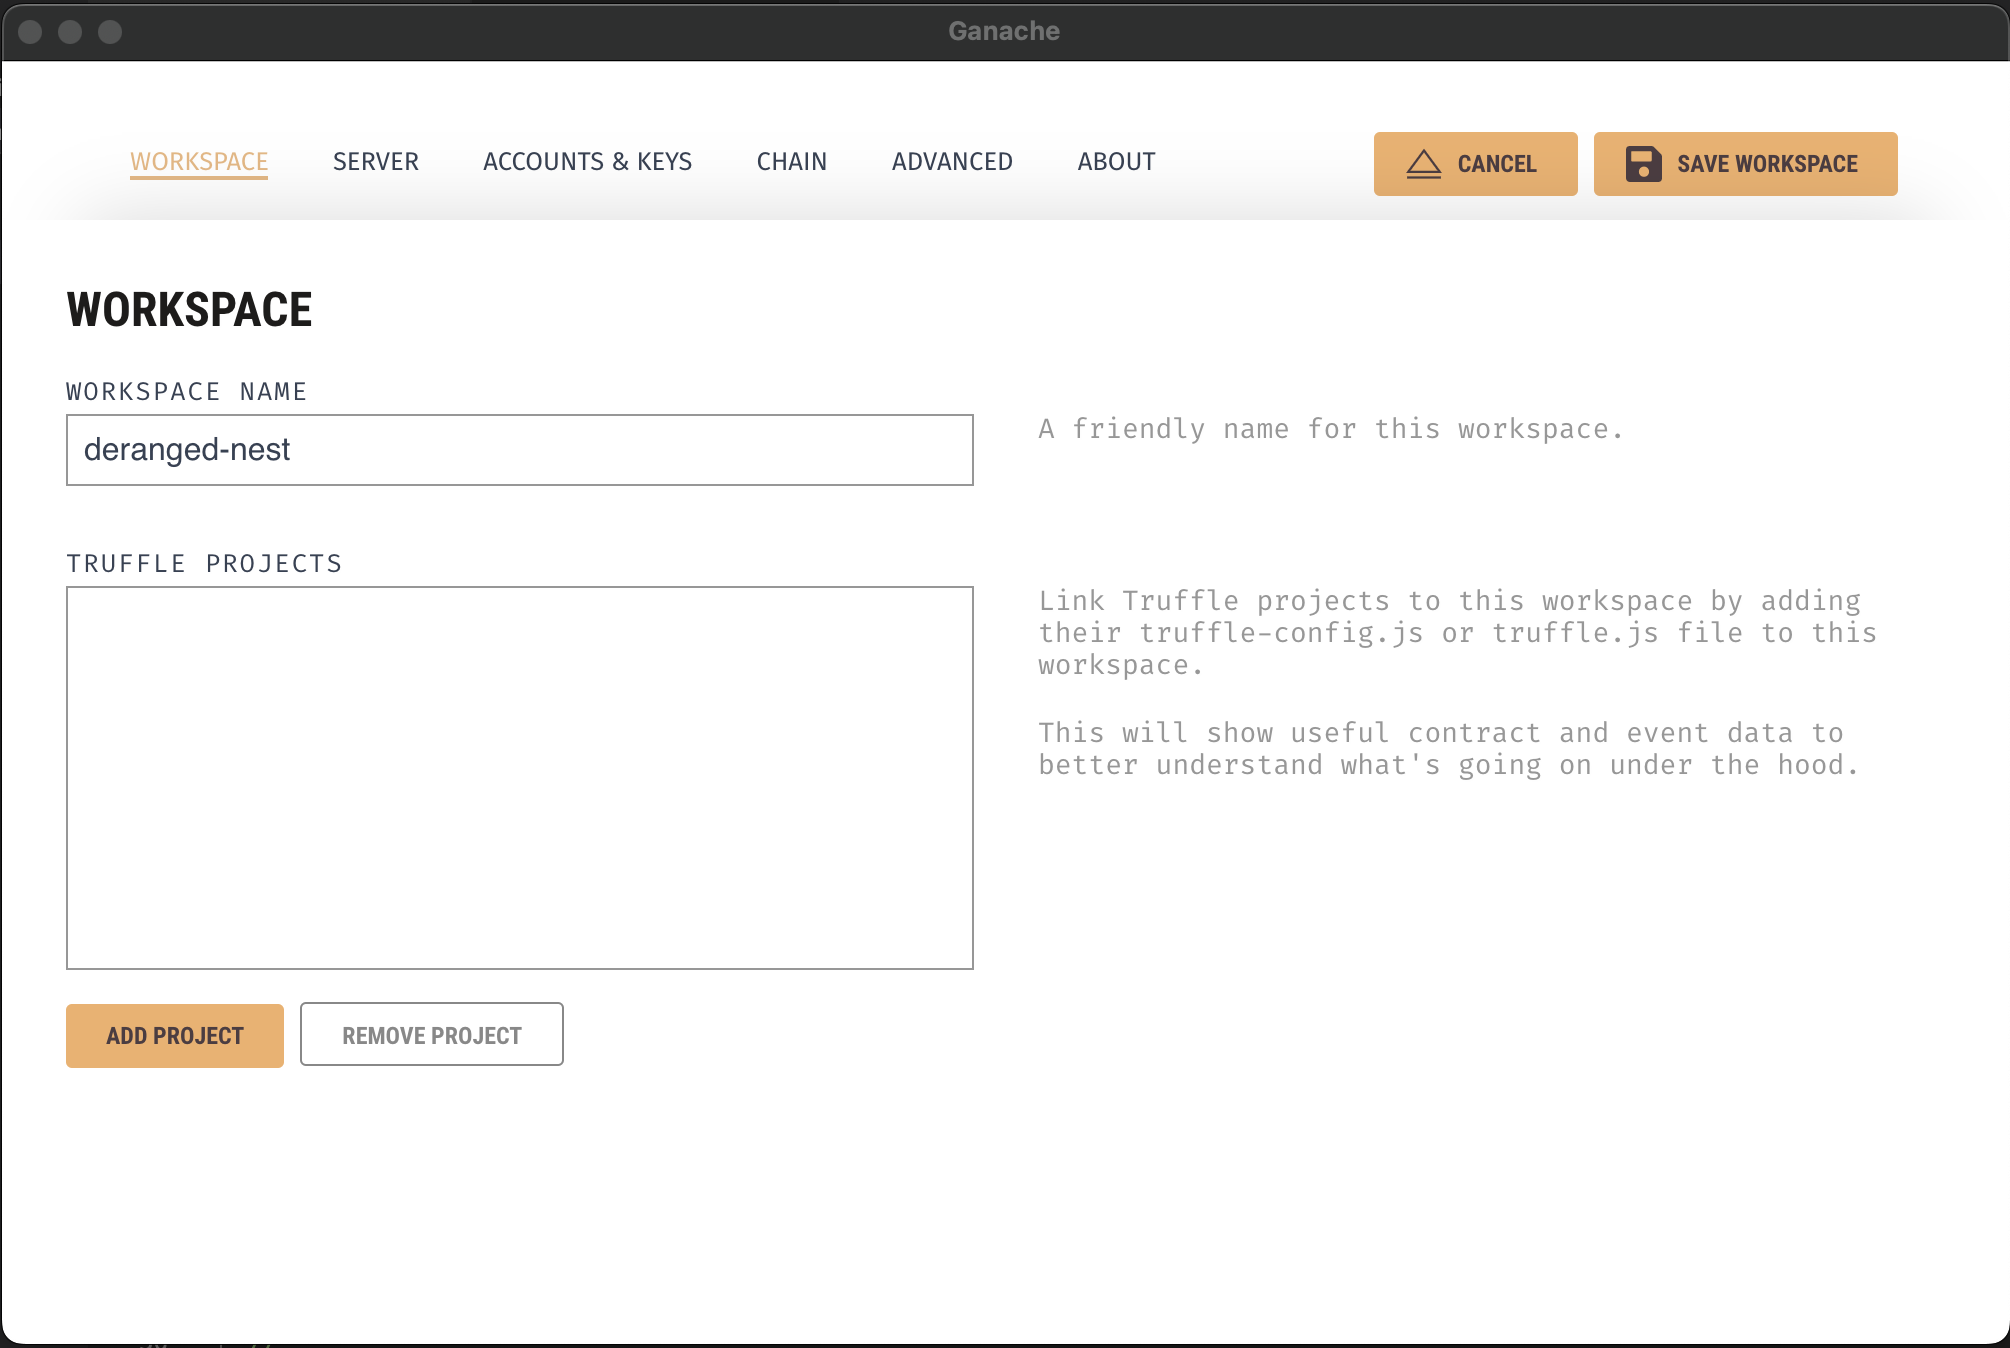 Ganache
WORKSPACE SERVER ACCOUNTS & KEYS CHAIN ADVANCED ABOUT CANCEL SAVE WORKSPACE
WORKSPACE
WORKSPACE NAME
deranged-nest
A friendly name for this workspace.
TRUFFLE PROJECTS
Link Truffle projects to this workspace by adding
their truffle-config.js or truffle.js file to this
workspace.
This will show useful contract and event data to
better understand what's going on under the hood.
ADD PROJECT REMOVE PROJECT